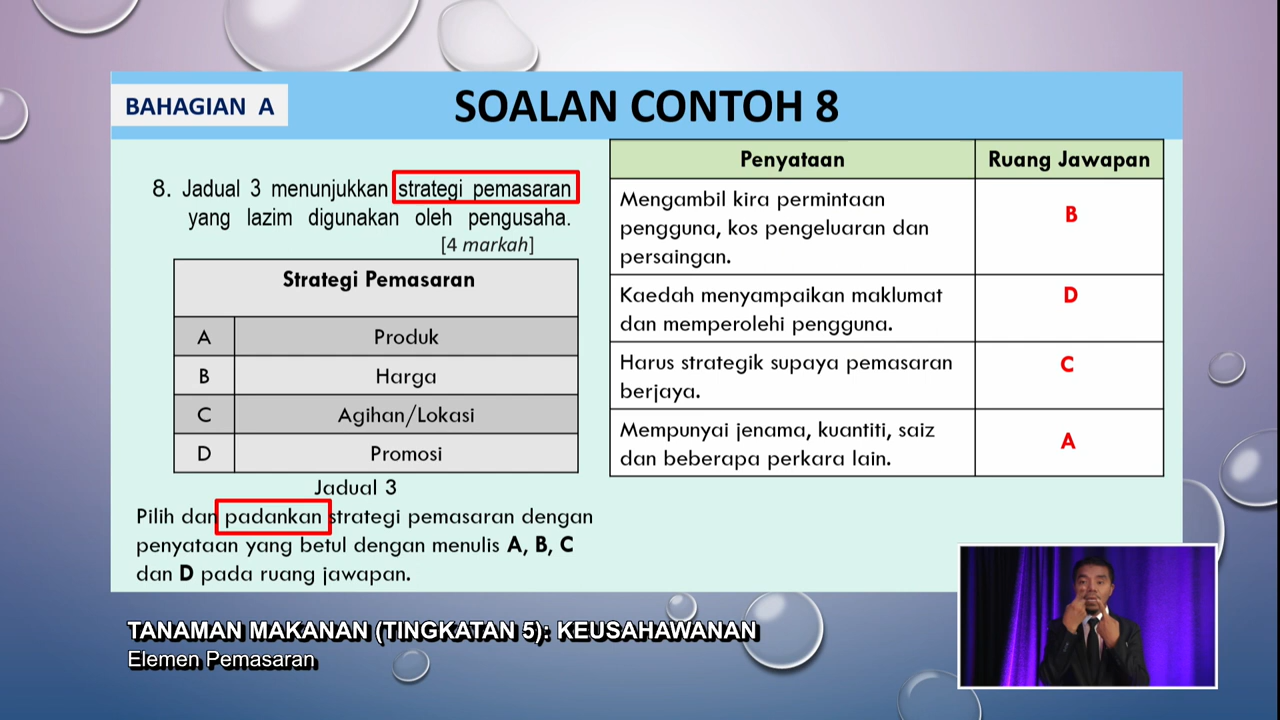 BAHAGIAN A
SOALAN CONTOH 8
8. Jadual 3 menunjukkan strategi pemasaran
yang lazim digunakan oleh pengusaha.
[4 markah]
Strategi Pemasaran
A Produk
B Harga
C Agihan/Lokasi
D Promosi
Jadual 3
Pilih dan padankan strategi pemasaran dengan
penyataan yang betul dengan menulis A, B, C
dan D pada ruang jawapan.
Penyataan Ruang Jawapan
Mengambil kira permintaan
pengguna, kos pengeluaran dan
persaingan.
B
Kaedah menyampaikan maklumat
dan memperolehi pengguna.
D
Harus strategik supaya pemasaran
berjaya.
C
Mempunyai jenama, kuantiti, saiz
dan beberapa perkara lain.
A
TANAMAN MAKANAN (TINGKATAN 5): KEUSAHAWANAN
Elemen Pemasaran